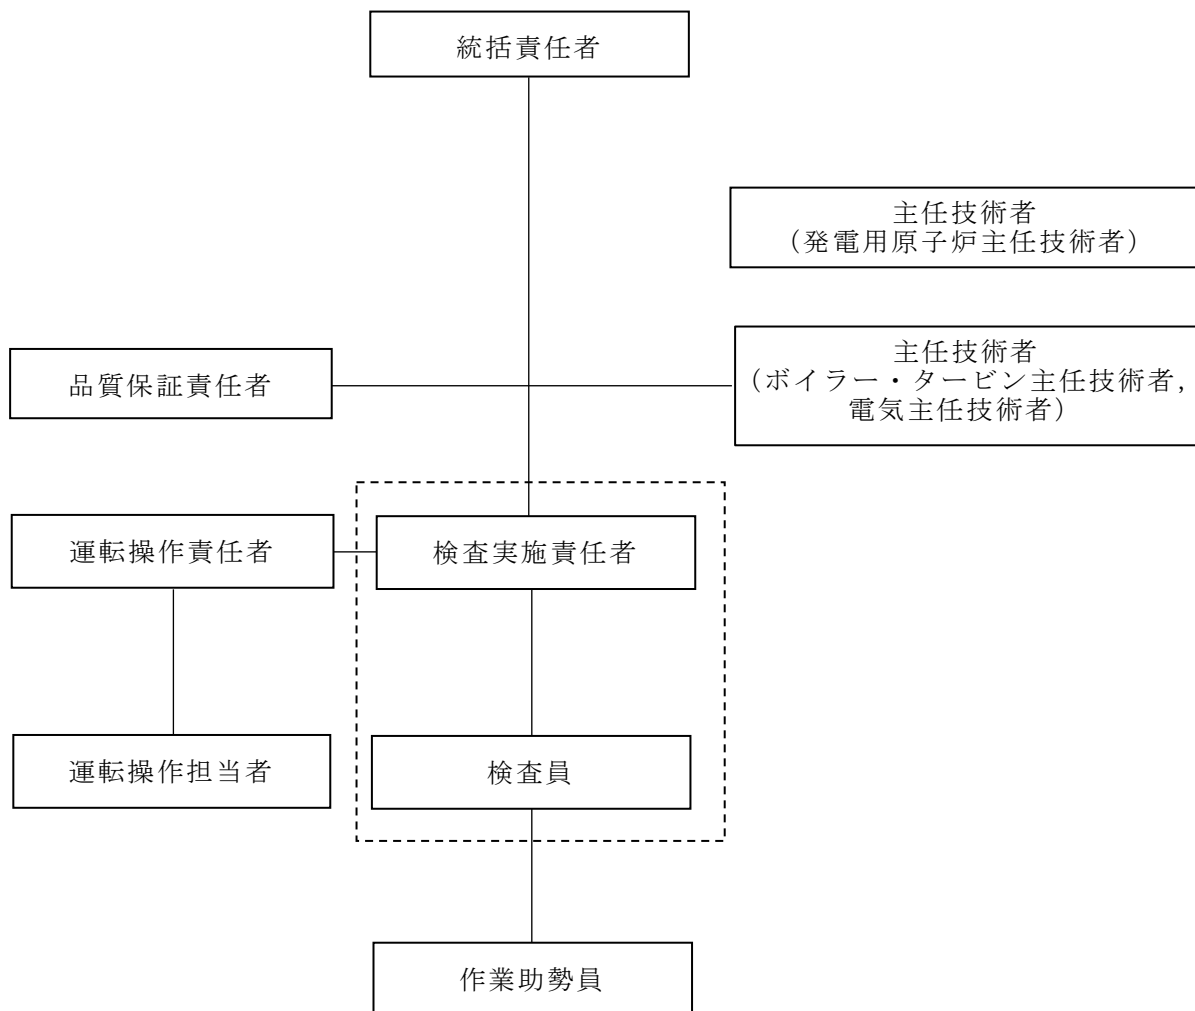 統括責任者
主任技術者
（発電用原子炉主任技術者）
品質保証責任者
主任技術者
（ボイラー・タービン主任技術者，
電気主任技術者）
運転操作責任者
検査実施責任者
運転操作担当者
検査員
作業助勢員